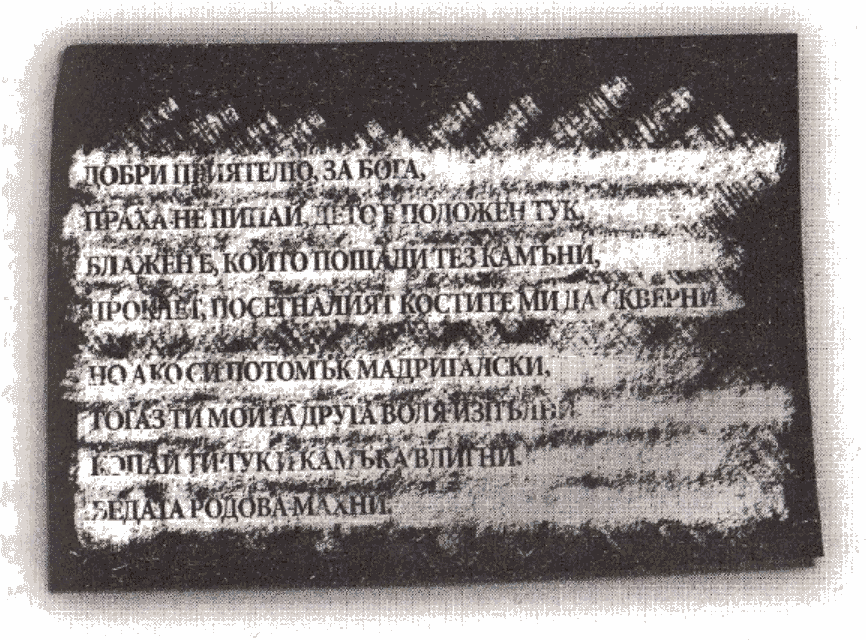 ДОБРИ ПРИЯТЕЛЮ, ЗА БОГА,
ПРАХА НЕ ПИПАЙ, ДЕТО Е ПОЛОЖЕН ТУК.
БЛАЖЕН Е, КОЙТО ПОЩАДИ ТЕЗ КАМЪНИ,
ПРОКЛЕТ, ПОСЕГНАЛИЯТ КОСТИТЕ МИ ДА СКВЕРНИ
НО АКО СИ ПОТОМЪК МАДРИГАЛСКИ,
ТОГАЗ ТИ МОЙТА ДРУГА ВОЛЯ ИЗПЪЛНИ
КОПАЙ ТИ ТУК И КАМЪКА ВДИГНИ.
БЕДАТА РОДОВА МАХНИ.